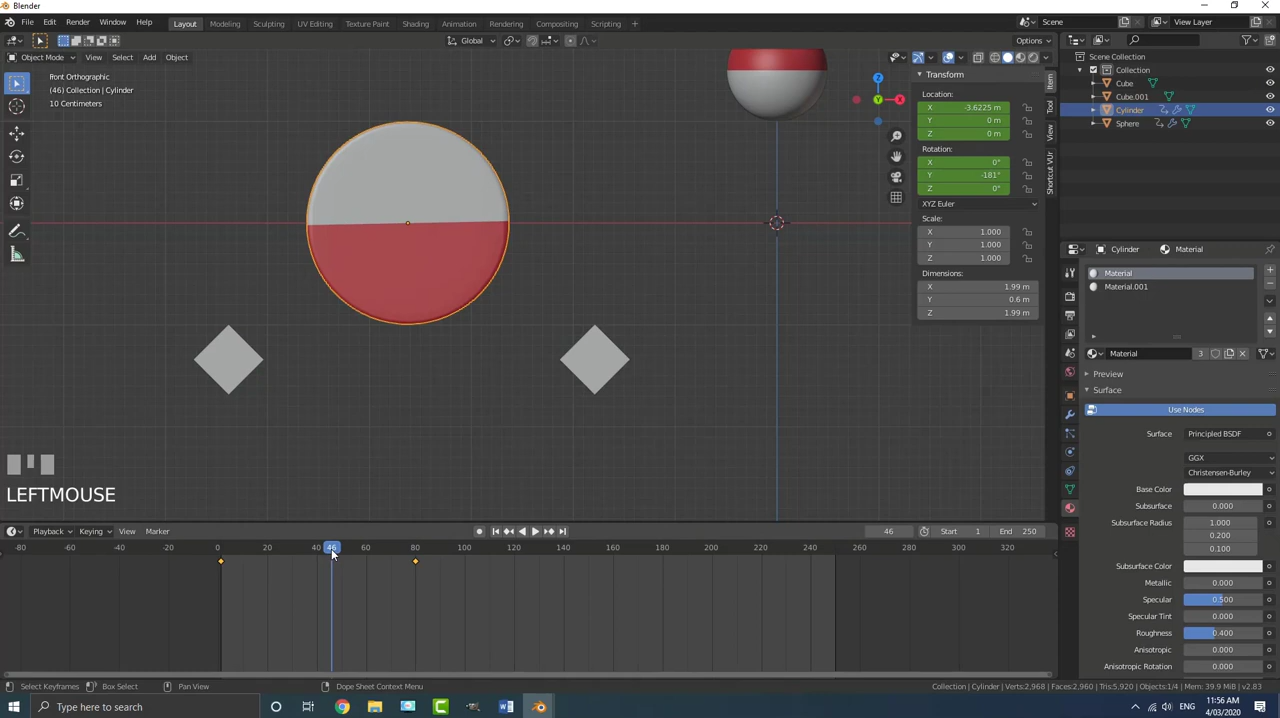 Blender
File Edit Render Window Help Layout Modeling Sculpting UV Editing Texture Paint Shading Animation Rendering Compositing Scripting + Scene View Layer
Global Options
Object Mode View Select Add Object
Front Orthographic
(46) Collection | Cylinder
10 Centimeters
Z
X
Y
Transform
Location:
X -3.6225 m
Y 0 m
Z 0 m
Rotation:
X 0°
Y -181°
Z 0°
XYZ Euler
Scale:
X 1.000
Y 1.000
Z 1.000
Dimensions:
X 1.99 m
Y 0.6 m
Z 1.99 m
Item
Tool
View
Shortcut VUr
Scene Collection
Collection
Cube
Cube.001
Cylinder
Sphere
Cylinder Material
Material
Material.001
Material 3
Preview
Surface
Use Nodes
Surface Principled BSDF
GGX
Christensen-Burley
Base Color
Subsurface 0.000
Subsurface Radius 1.000
0.200
0.100
Subsurface Color
Metallic 0.000
Specular 0.500
Specular Tint 0.000
Roughness 0.400
Anisotropic 0.000
Anisotropic Rotation 0.000
LEFTMOUSE
Playback Keying View Marker 46 Start 1 End 250
-80 -60 -40 -20 0 20 40 46 60 80 100 120 140 160 180 200 220 240 260 280 300 320
Select Keyframes Box Select Pan View Dope Sheet Context Menu Collection | Cylinder | Verts:2,968 | Faces:2,960 | Tris:5,920 | Objects:1/4 | Mem: 39.9 MiB | v2.83
Type here to search
11:56 AM
4/03/2020